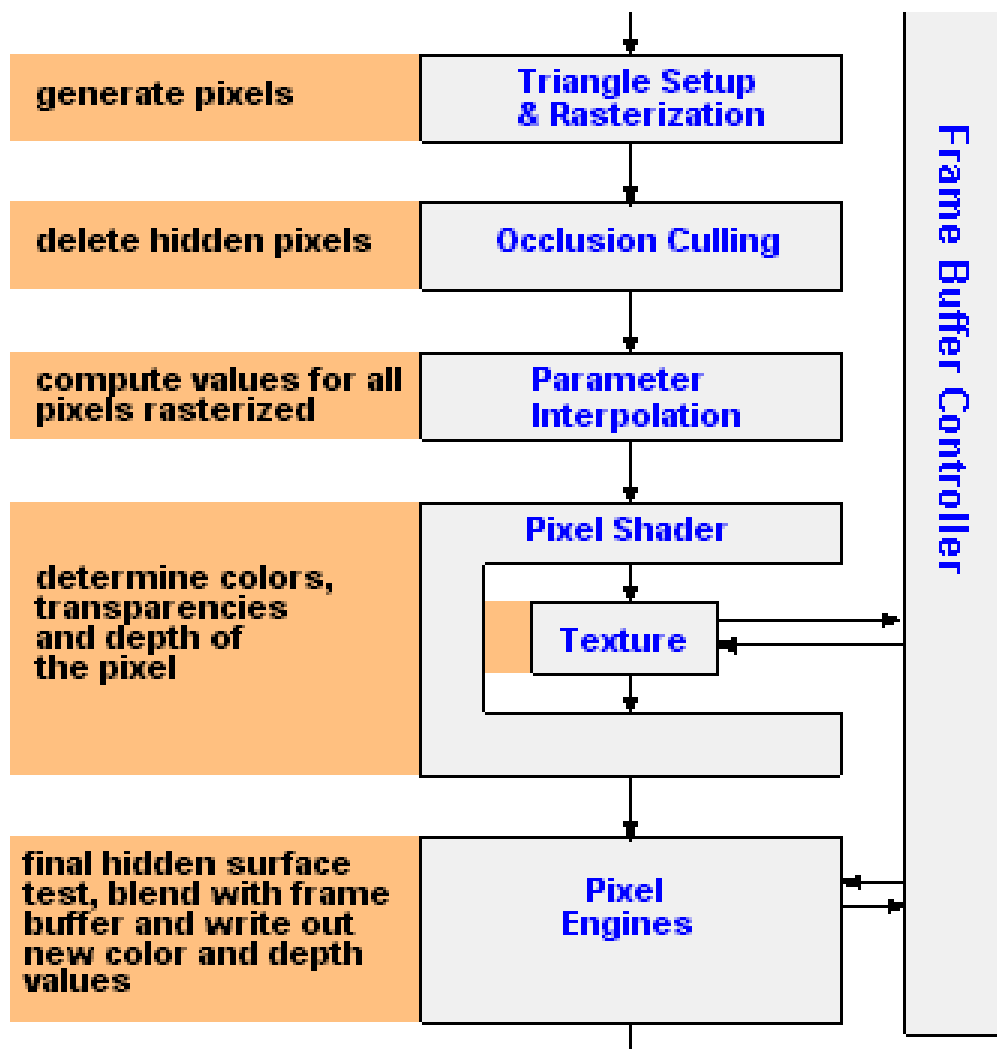 generate pixels
Triangle Setup
& Rasterization
delete hidden pixels
Occlusion Culling
compute values for all
pixels rasterized
Parameter
Interpolation
determine colors,
transparencies
and depth of
the pixel
Pixel Shader
Texture
final hidden surface
test, blend with frame
buffer and write out
new color and depth
values
Pixel
Engines
Frame Buffer Controller